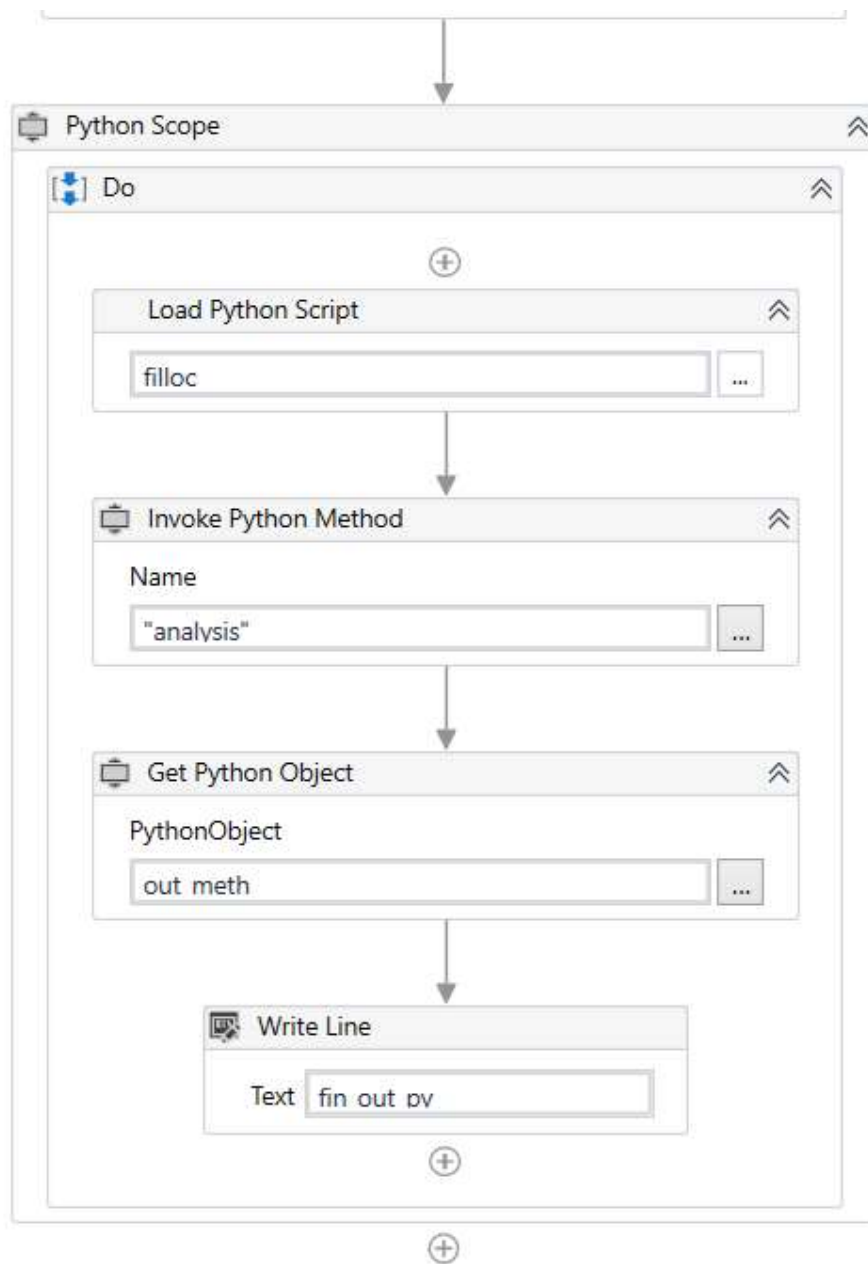 Python Scope
Do
Load Python Script
filloc
...
Invoke Python Method
Name
"analysis"
...
Get Python Object
PythonObject
out_meth
...
Write Line
Text fin_out_py